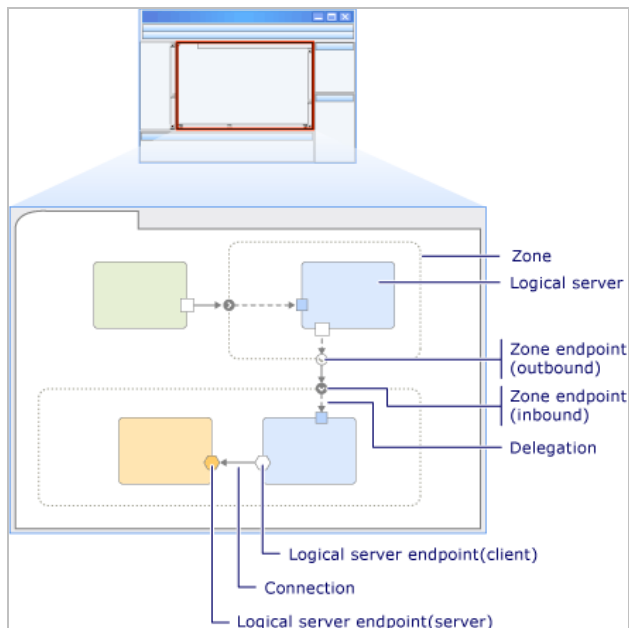 Zone
Logical server
Zone endpoint
(outbound)
Zone endpoint
(inbound)
Delegation
Logical server endpoint(client)
Connection
Logical server endpoint(server)